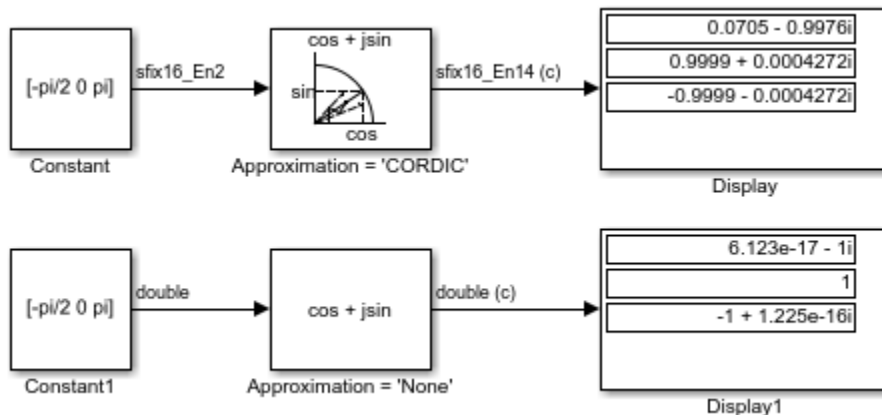 cos + jsin
sin
cos
[-pi/2 0 pi]
sfix16_En2
sfix16_En14 (c)
0.0705 - 0.9976i
0.9999 + 0.0004272i
-0.9999 - 0.0004272i
Constant
Approximation = 'CORDIC'
Display
[-pi/2 0 pi]
double
cos + jsin
double (c)
6.123e-17 - 1i
1
-1 + 1.225e-16i
Constant1
Approximation = 'None'
Display1